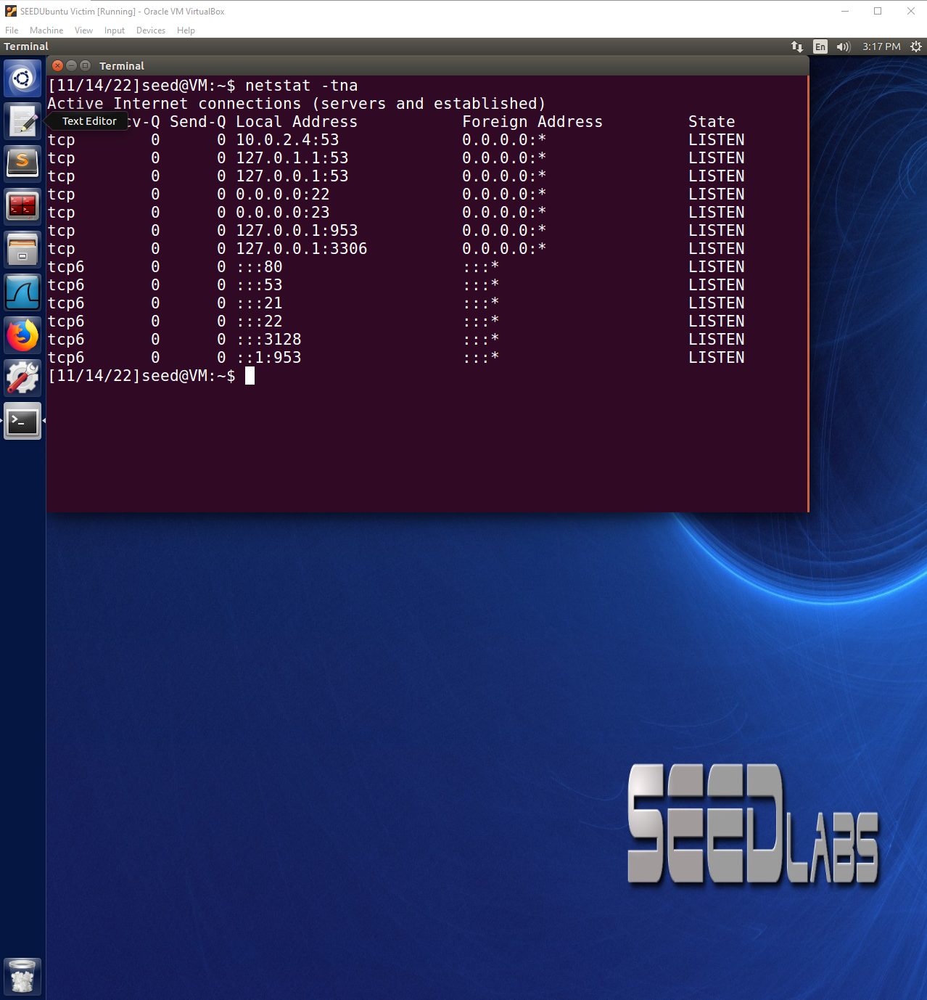 SEEDUbuntu Victim [Running] - Oracle VM VirtualBox
File Machine View Input Devices Help
Terminal En 3:17 PM
Terminal
[11/14/22]seed@VM:~$ netstat -tna
Active Internet connections (servers and established)
Text Editor cv-Q Send-Q Local Address Foreign Address State
tcp 0 0 10.0.2.4:53 0.0.0.0:* LISTEN
tcp 0 0 127.0.1.1:53 0.0.0.0:* LISTEN
tcp 0 0 127.0.0.1:53 0.0.0.0:* LISTEN
tcp 0 0 0.0.0.0:22 0.0.0.0:* LISTEN
tcp 0 0 0.0.0.0:23 0.0.0.0:* LISTEN
tcp 0 0 127.0.0.1:953 0.0.0.0:* LISTEN
tcp 0 0 127.0.0.1:3306 0.0.0.0:* LISTEN
tcp6 0 0 :::80 :::* LISTEN
tcp6 0 0 :::53 :::* LISTEN
tcp6 0 0 :::21 :::* LISTEN
tcp6 0 0 :::22 :::* LISTEN
tcp6 0 0 :::3128 :::* LISTEN
tcp6 0 0 ::1:953 :::* LISTEN
[11/14/22]seed@VM:~$
SEEDLABS